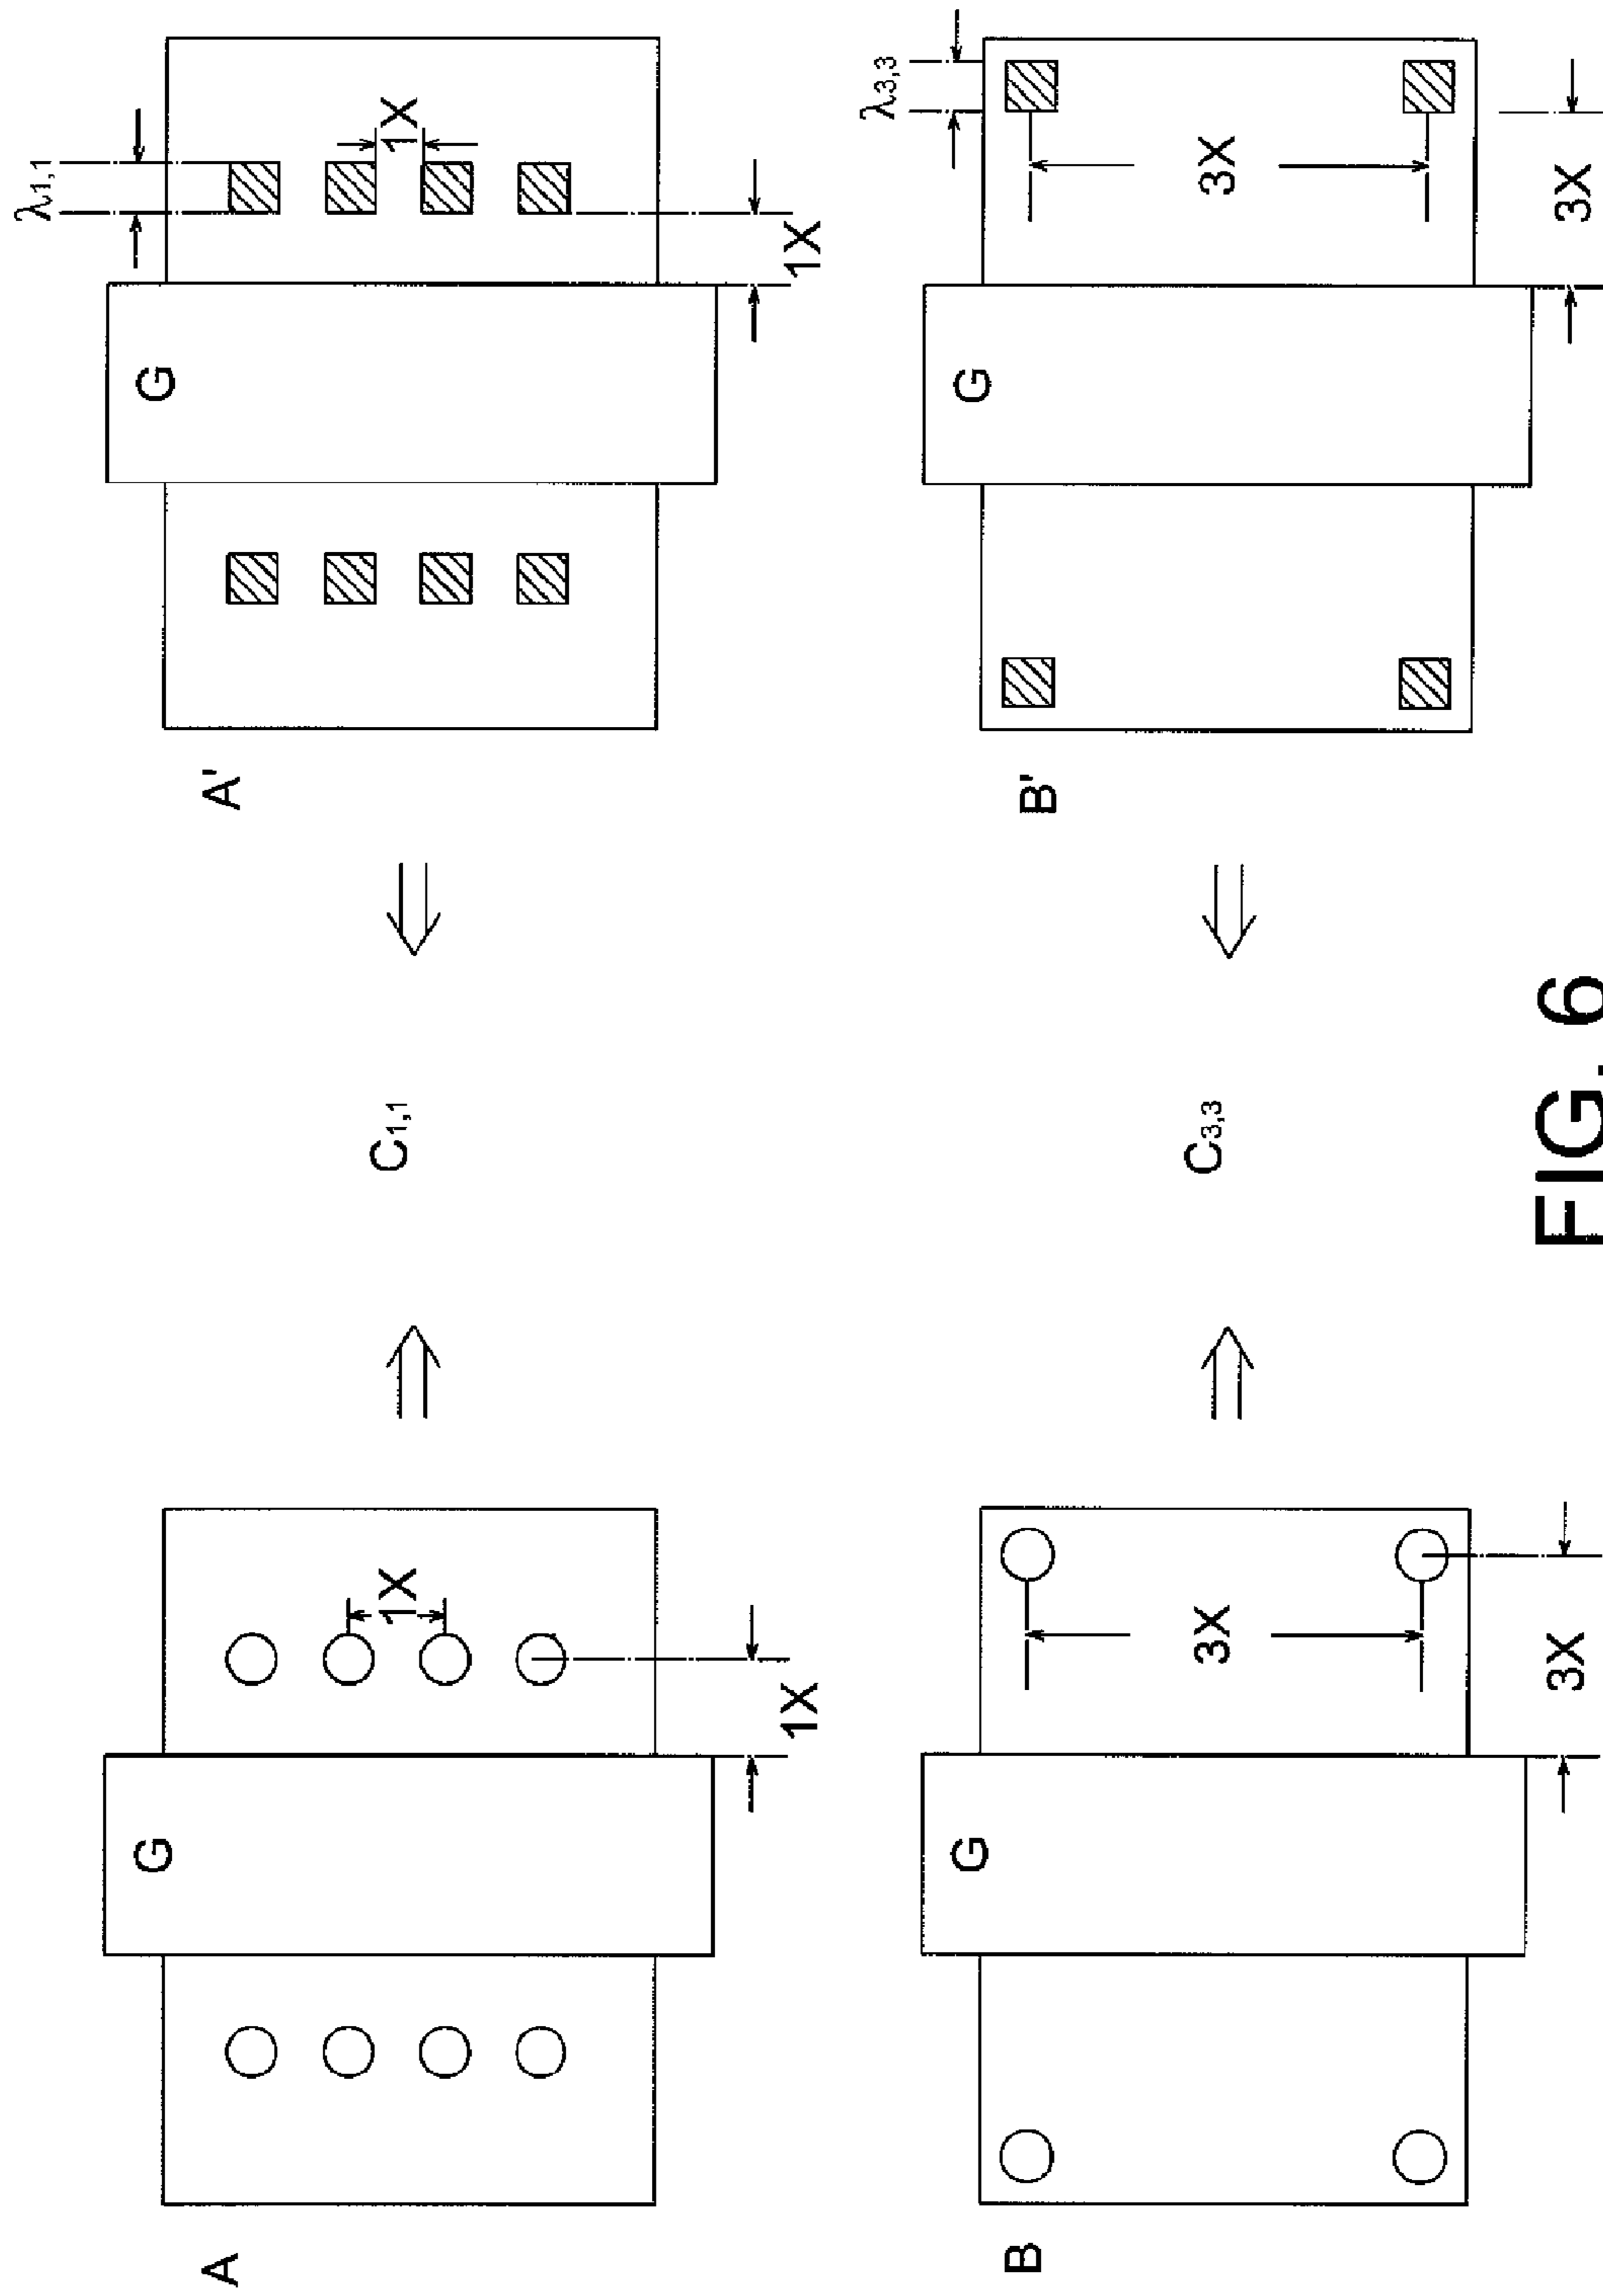 λ1,1
G
G
A
A'
1X
C1,1
1X
1X
1X
λ3,3
G
G
B
B'
3X
C3,3
3X
3X
3X
FIG. 6